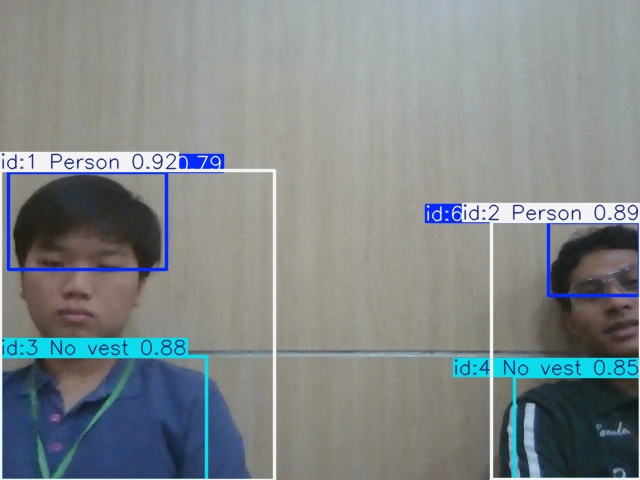 id:1 Person 0.92
0.79
id:6
id:2 Person 0.89
id:3 No vest 0.88
id:4 No vest 0.85